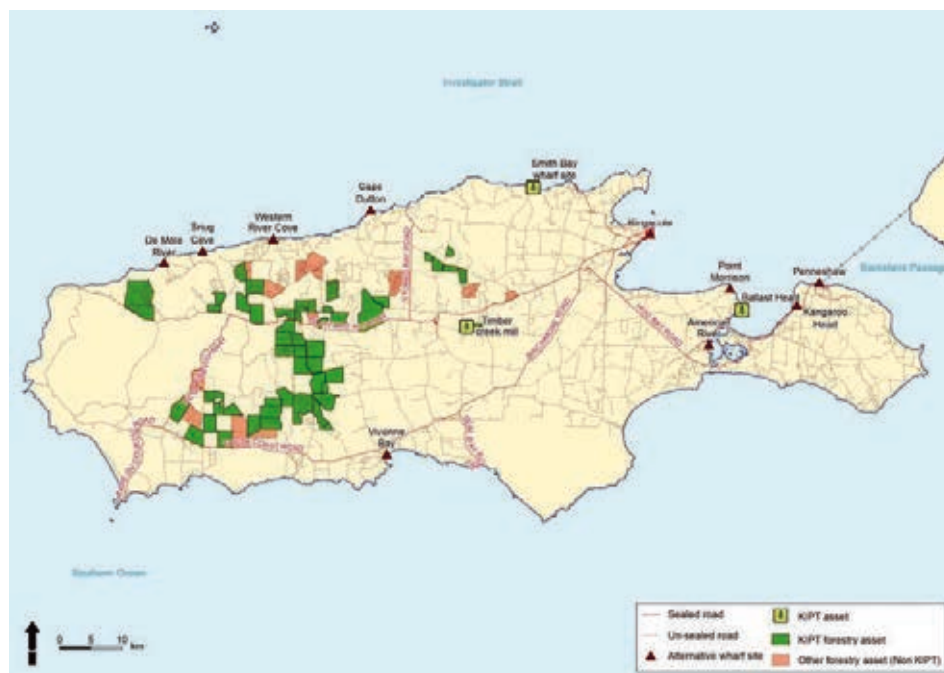 Investigator Strait
Smith Bay
wharf site
Cape
Dutton
Western
River Cove
Snug
Cove
De Mole
River
Kingscote
Point
Morrison
Penneshaw
Backstairs Passage
Ballast Head
Kangaroo
Head
American
River
Timber
creek mill
Vivonne
Bay
Southern Ocean
0 5 10
km
Sealed road
Un-sealed road
Alternative wharf site
KIPT asset
KIPT forestry asset
Other forestry asset (Non KIPT)